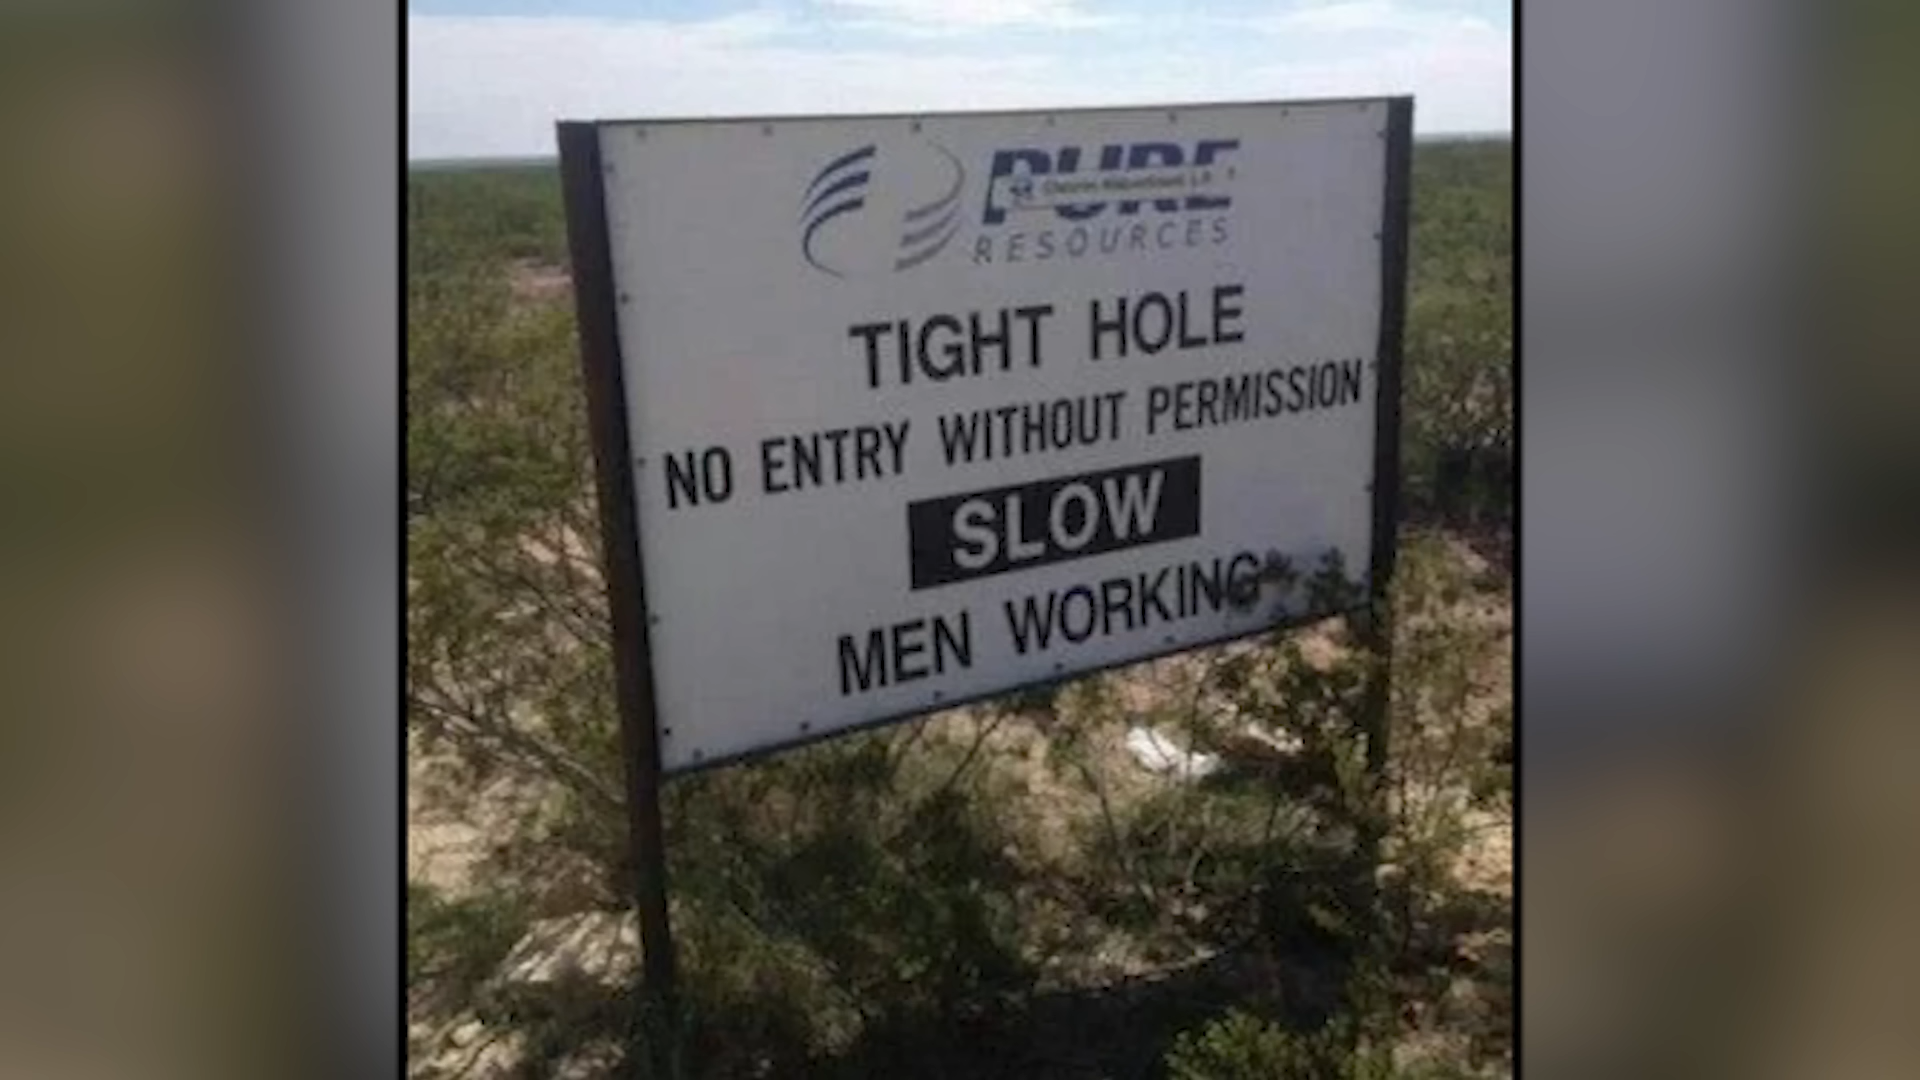 PURE
RESOURCES
TIGHT HOLE
NO ENTRY WITHOUT PERMISSION
SLOW
MEN WORKING